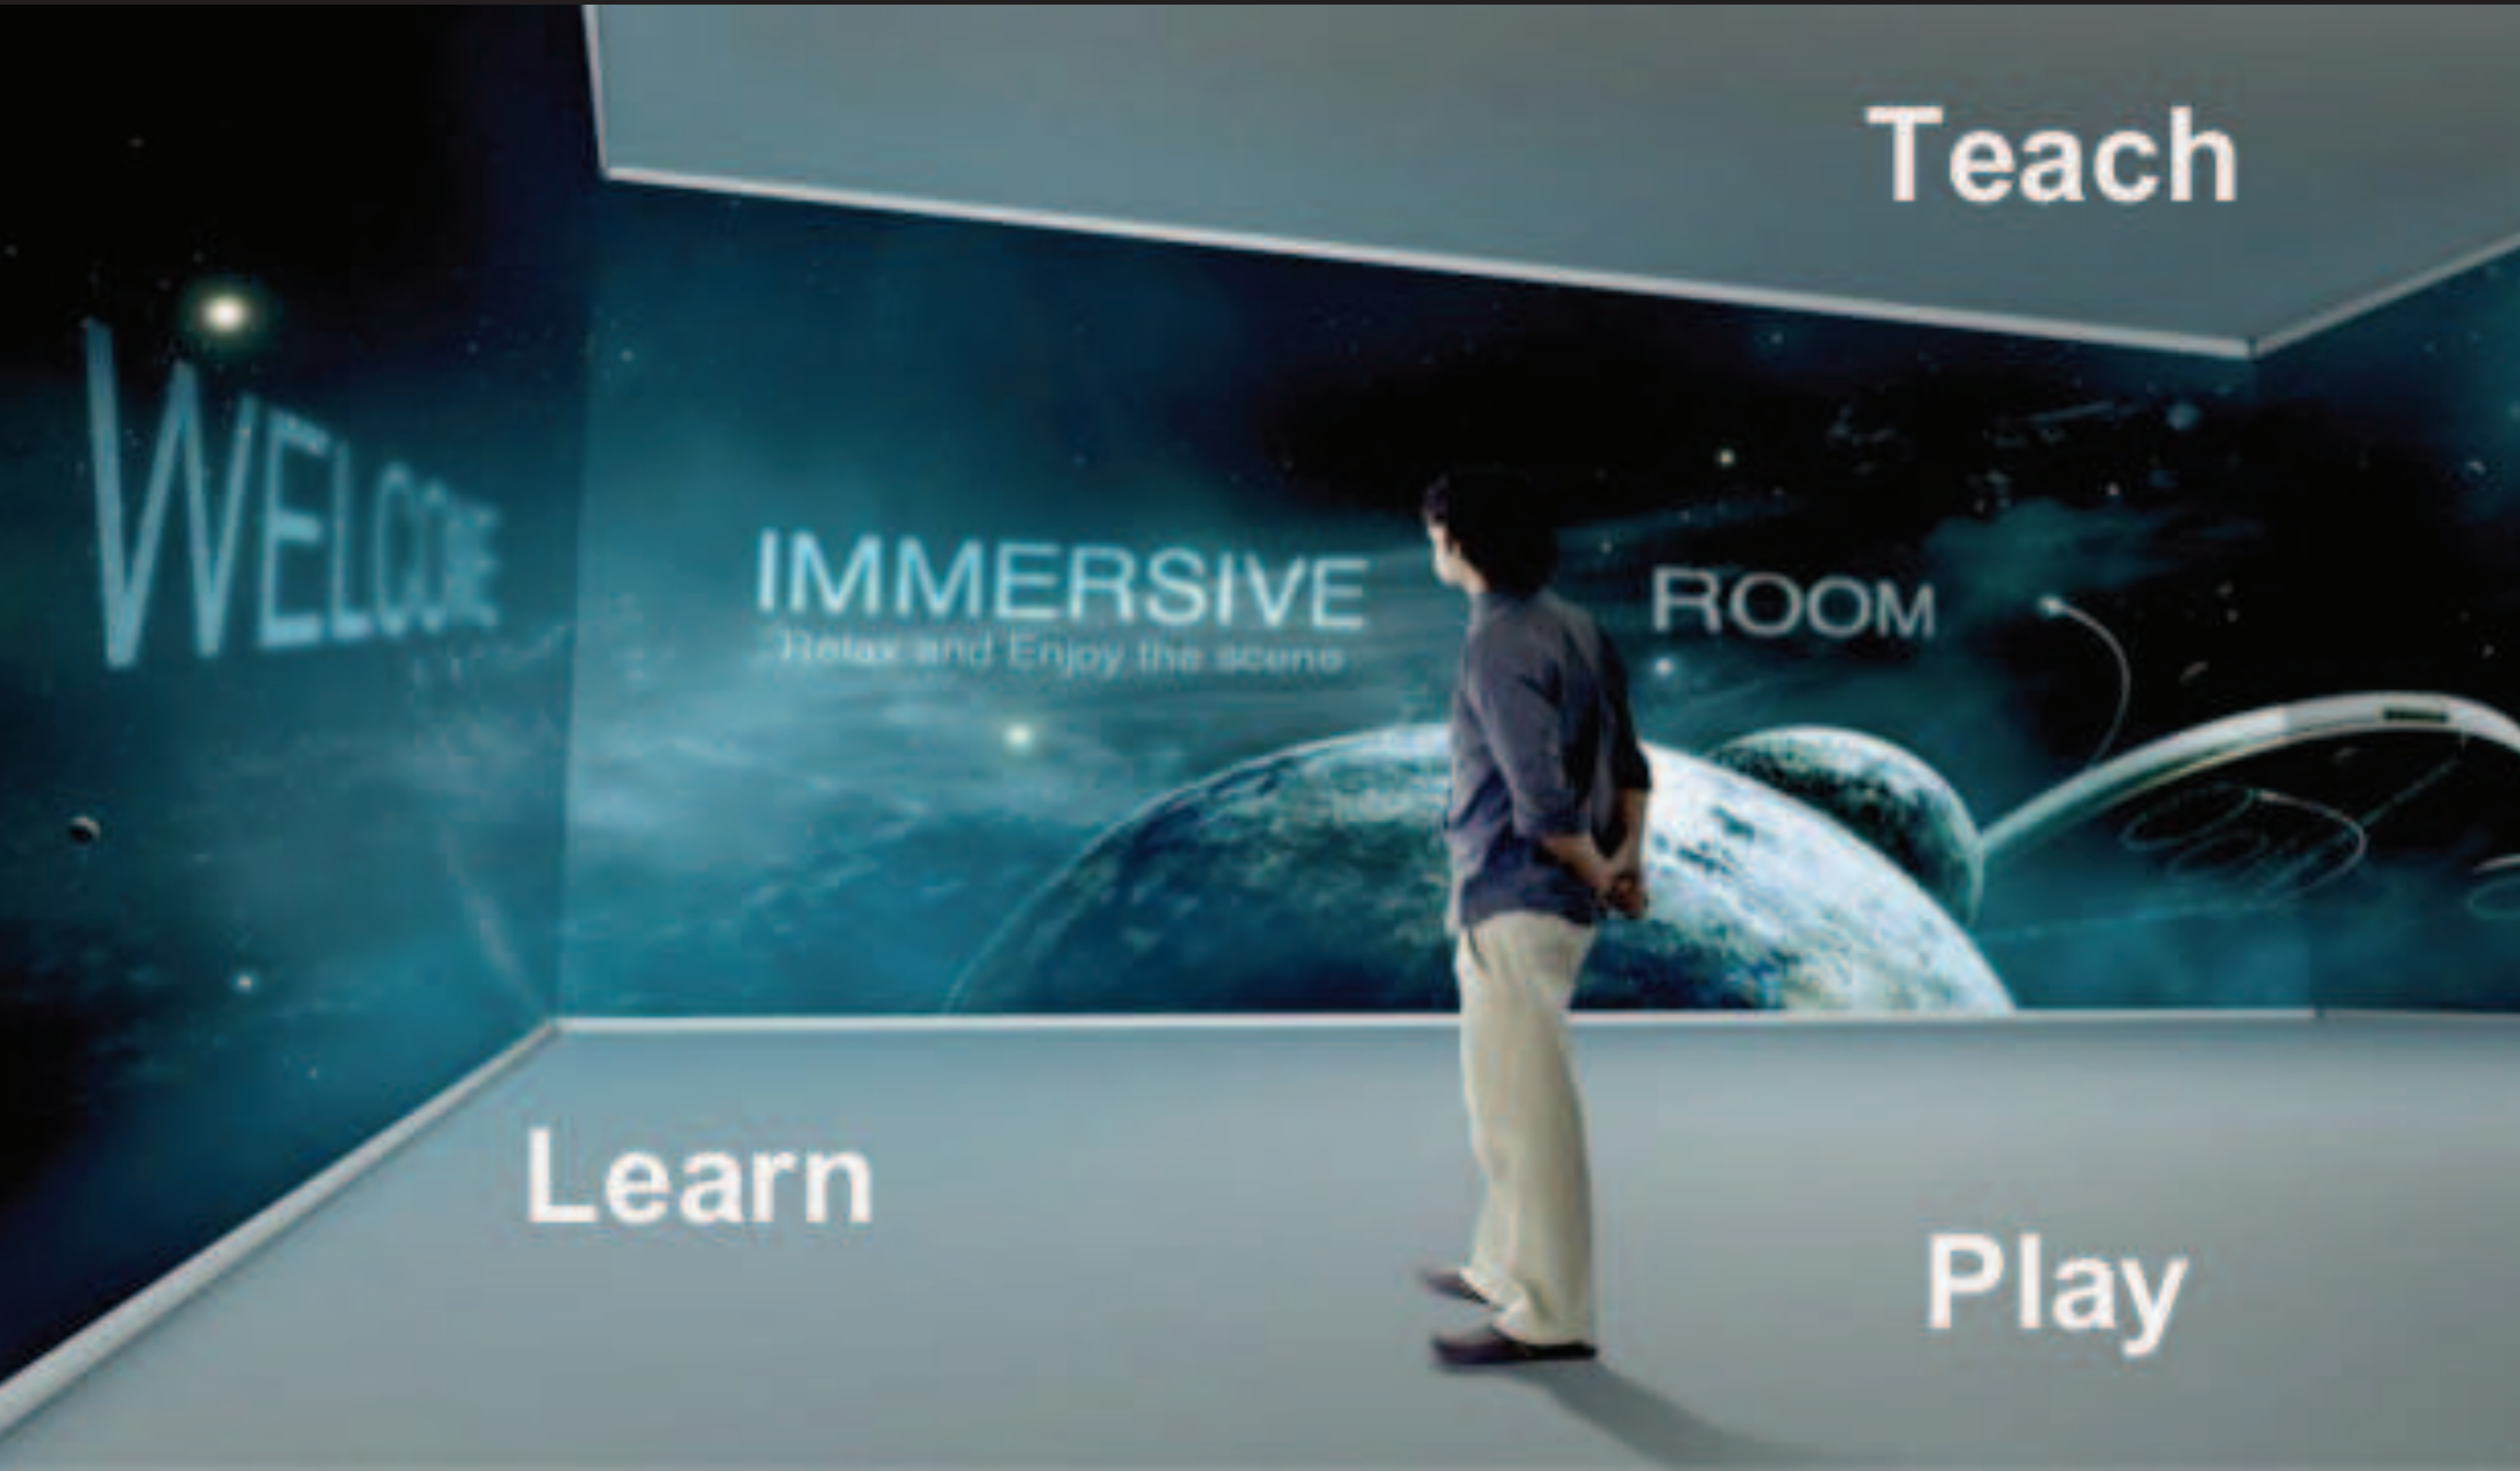 Teach
WELCOME
IMMERSIVE ROOM
Relax and Enjoy the scene
Learn
Play